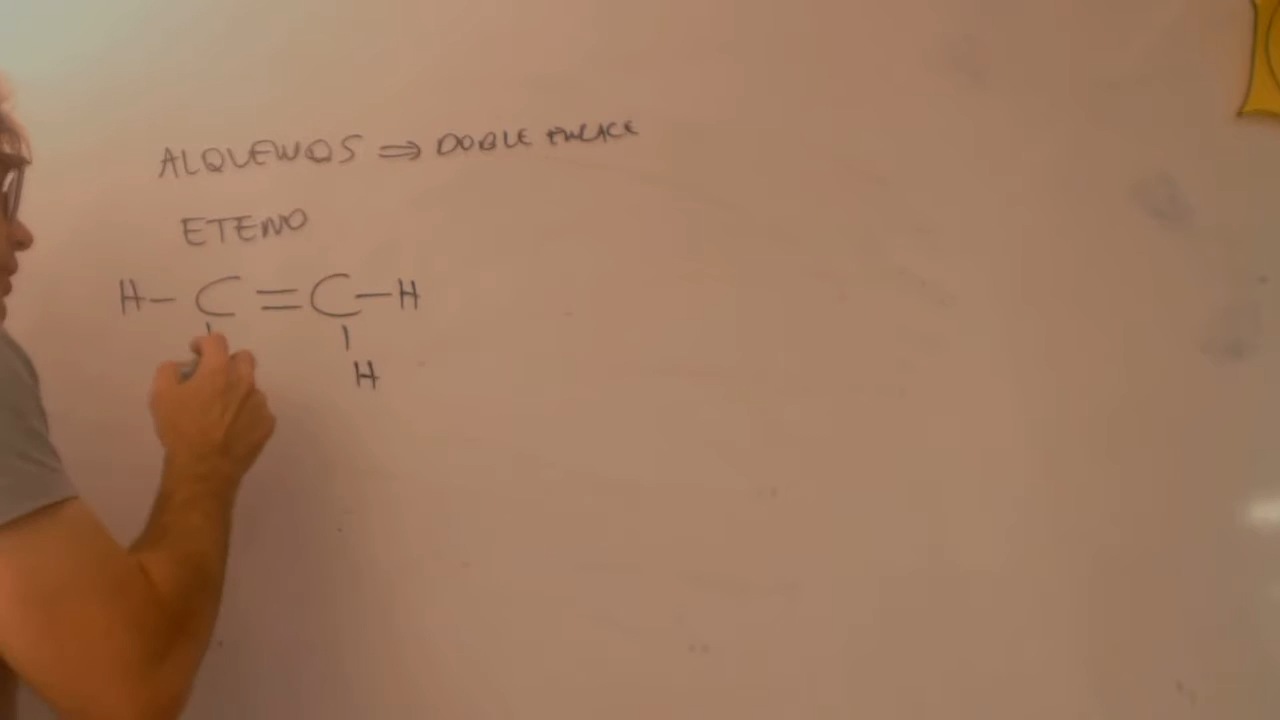 ALQUENOS ⇒ DOBLE ENLACE
ETENO
H – C = C – H
H